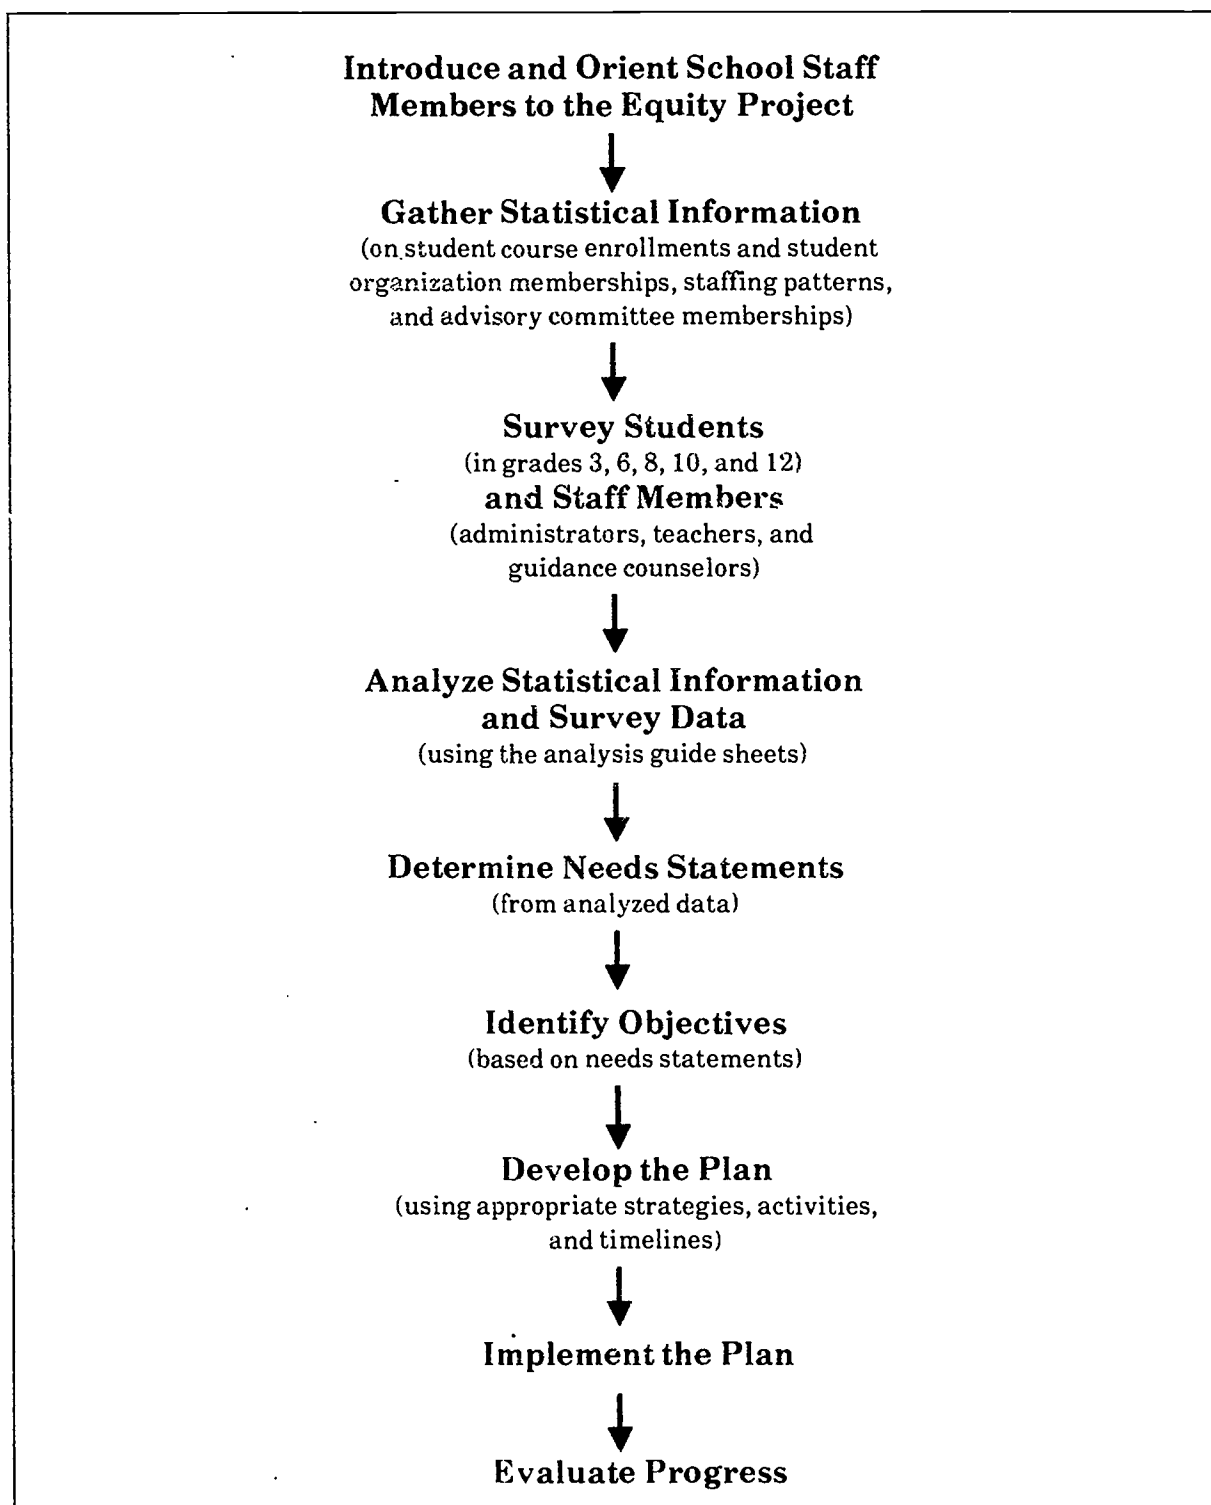 Introduce and Orient School Staff
Members to the Equity Project
Gather Statistical Information
(on student course enrollments and student
organization memberships, staffing patterns,
and advisory committee memberships)
Survey Students
(in grades 3, 6, 8, 10, and 12)
and Staff Members
(administrators, teachers, and
guidance counselors)
Analyze Statistical Information
and Survey Data
(using the analysis guide sheets)
Determine Needs Statements
(from analyzed data)
Identify Objectives
(based on needs statements)
Develop the Plan
(using appropriate strategies, activities,
and timelines)
Implement the Plan
Evaluate Progress